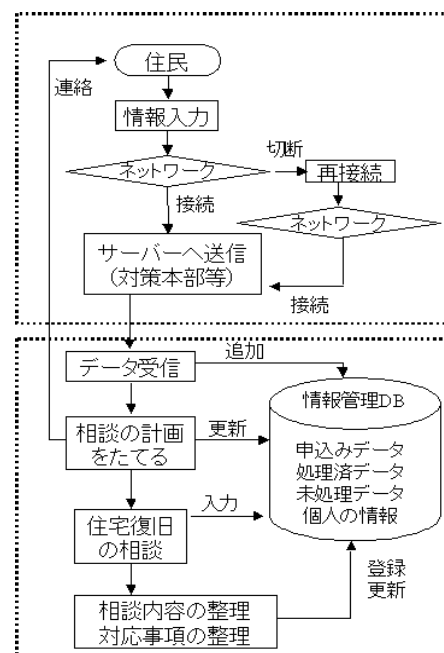 住民
連絡
情報入力
切断
ネットワーク
再接続
接続
ネットワーク
サーバーへ送信
(対策本部等)
接続
追加
データ受信
情報管理DB
相談の計画
をたてる
更新
申込みデータ
処理済データ
未処理データ
個人の情報
入力
住宅復旧
の相談
登録
更新
相談内容の整理
対応事項の整理